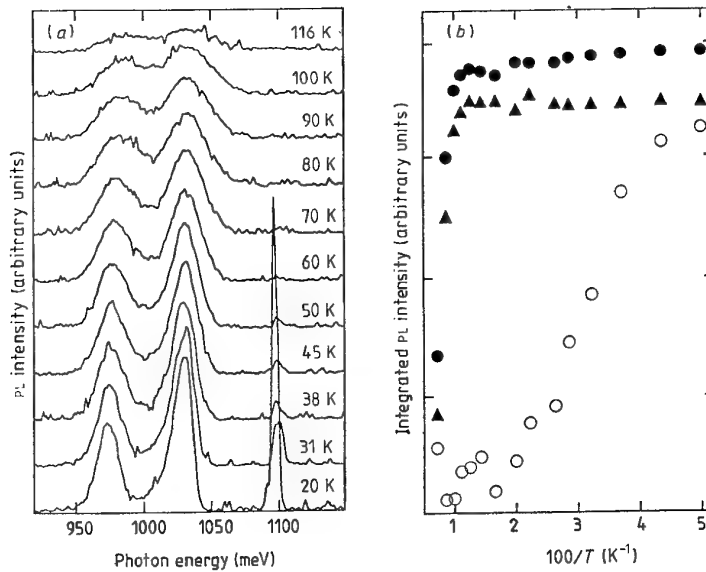 (a)
116 K
100 K
90 K
80 K
70 K
60 K
50 K
45 K
38 K
31 K
20 K
PL intensity (arbitrary units)
950
1000
1050
1100
Photon energy (meV)
(b)
Integrated PL intensity (arbitrary units)
1
2
3
4
5
100/T (K⁻¹)